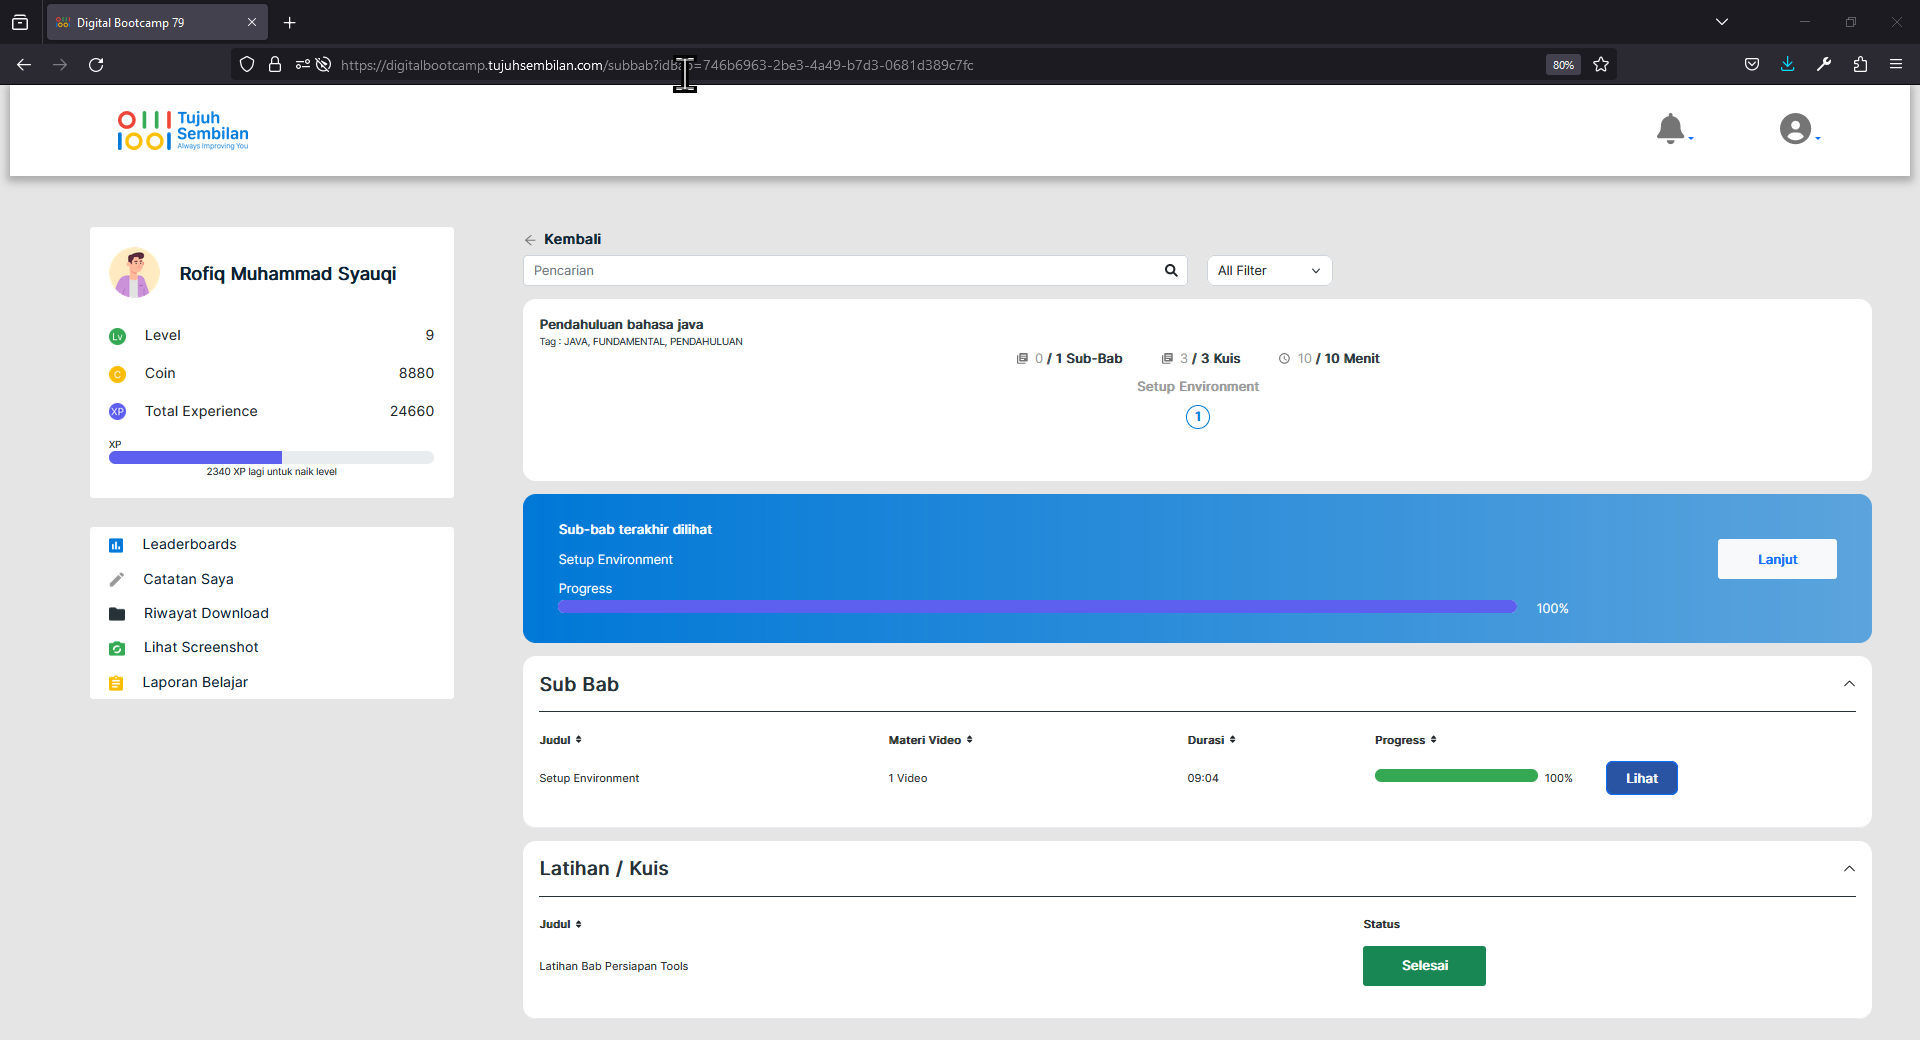 Digital Bootcamp 79
https://digitalbootcamp.tujuhsembilan.com/subbab?idbab=746b6963-2be3-4a49-b7d3-0681d389c7fc
80%
Tujuh
Sembilan
Always Improving You
Rofiq Muhammad Syauqi
Lv Level 9
C Coin 8880
XP Total Experience 24660
XP
2340 XP lagi untuk naik level
Leaderboards
Catatan Saya
Riwayat Download
Lihat Screenshot
Laporan Belajar
Kembali
Pencarian
All Filter
Pendahuluan bahasa java
Tag : JAVA, FUNDAMENTAL, PENDAHULUAN
0 / 1 Sub-Bab 3 / 3 Kuis 10 / 10 Menit
Setup Environment
1
Sub-bab terakhir dilihat
Setup Environment
Lanjut
Progress
100%
Sub Bab
Judul Materi Video Durasi Progress
Setup Environment 1 Video 09:04 100% Lihat
Latihan / Kuis
Judul Status
Latihan Bab Persiapan Tools Selesai